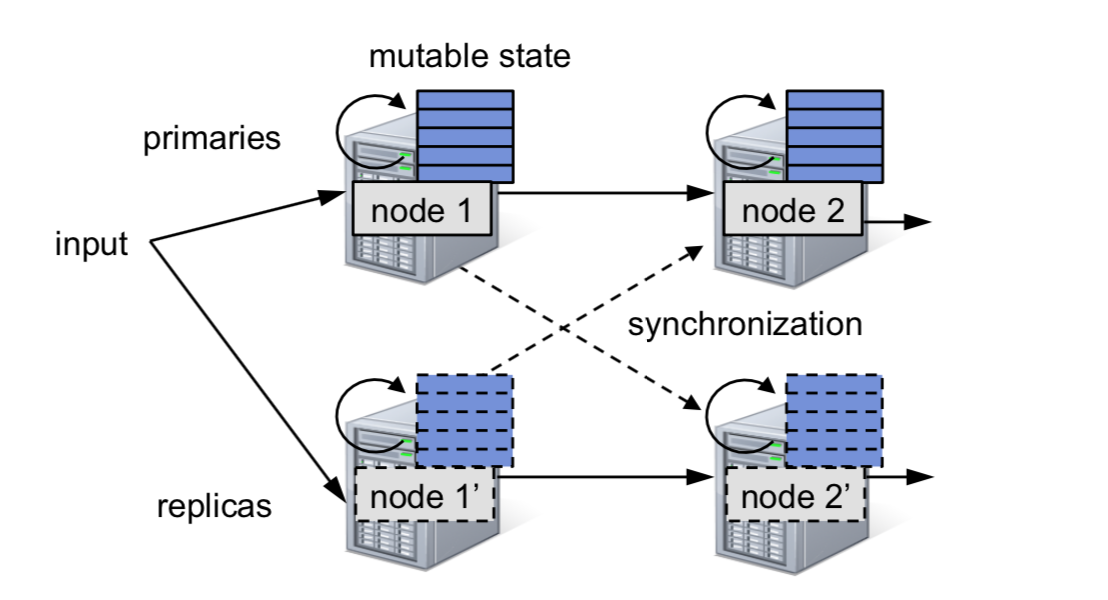 mutable state
primaries
node 1
node 2
input
synchronization
replicas
node 1’
node 2’